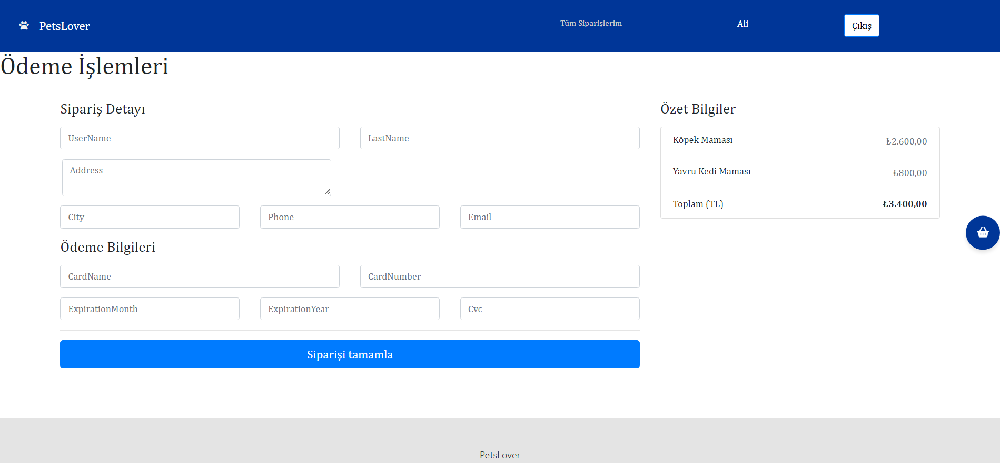 PetsLover
Tüm Siparişlerim
Ali
Çıkış
Ödeme İşlemleri
Sipariş Detayı
UserName
LastName
Address
City
Phone
Email
Ödeme Bilgileri
CardName
CardNumber
ExpirationMonth
ExpirationYear
Cvc
Siparişi tamamla
Özet Bilgiler
Köpek Maması ₺2.600,00
Yavru Kedi Maması ₺800,00
Toplam (TL) ₺3.400,00
PetsLover